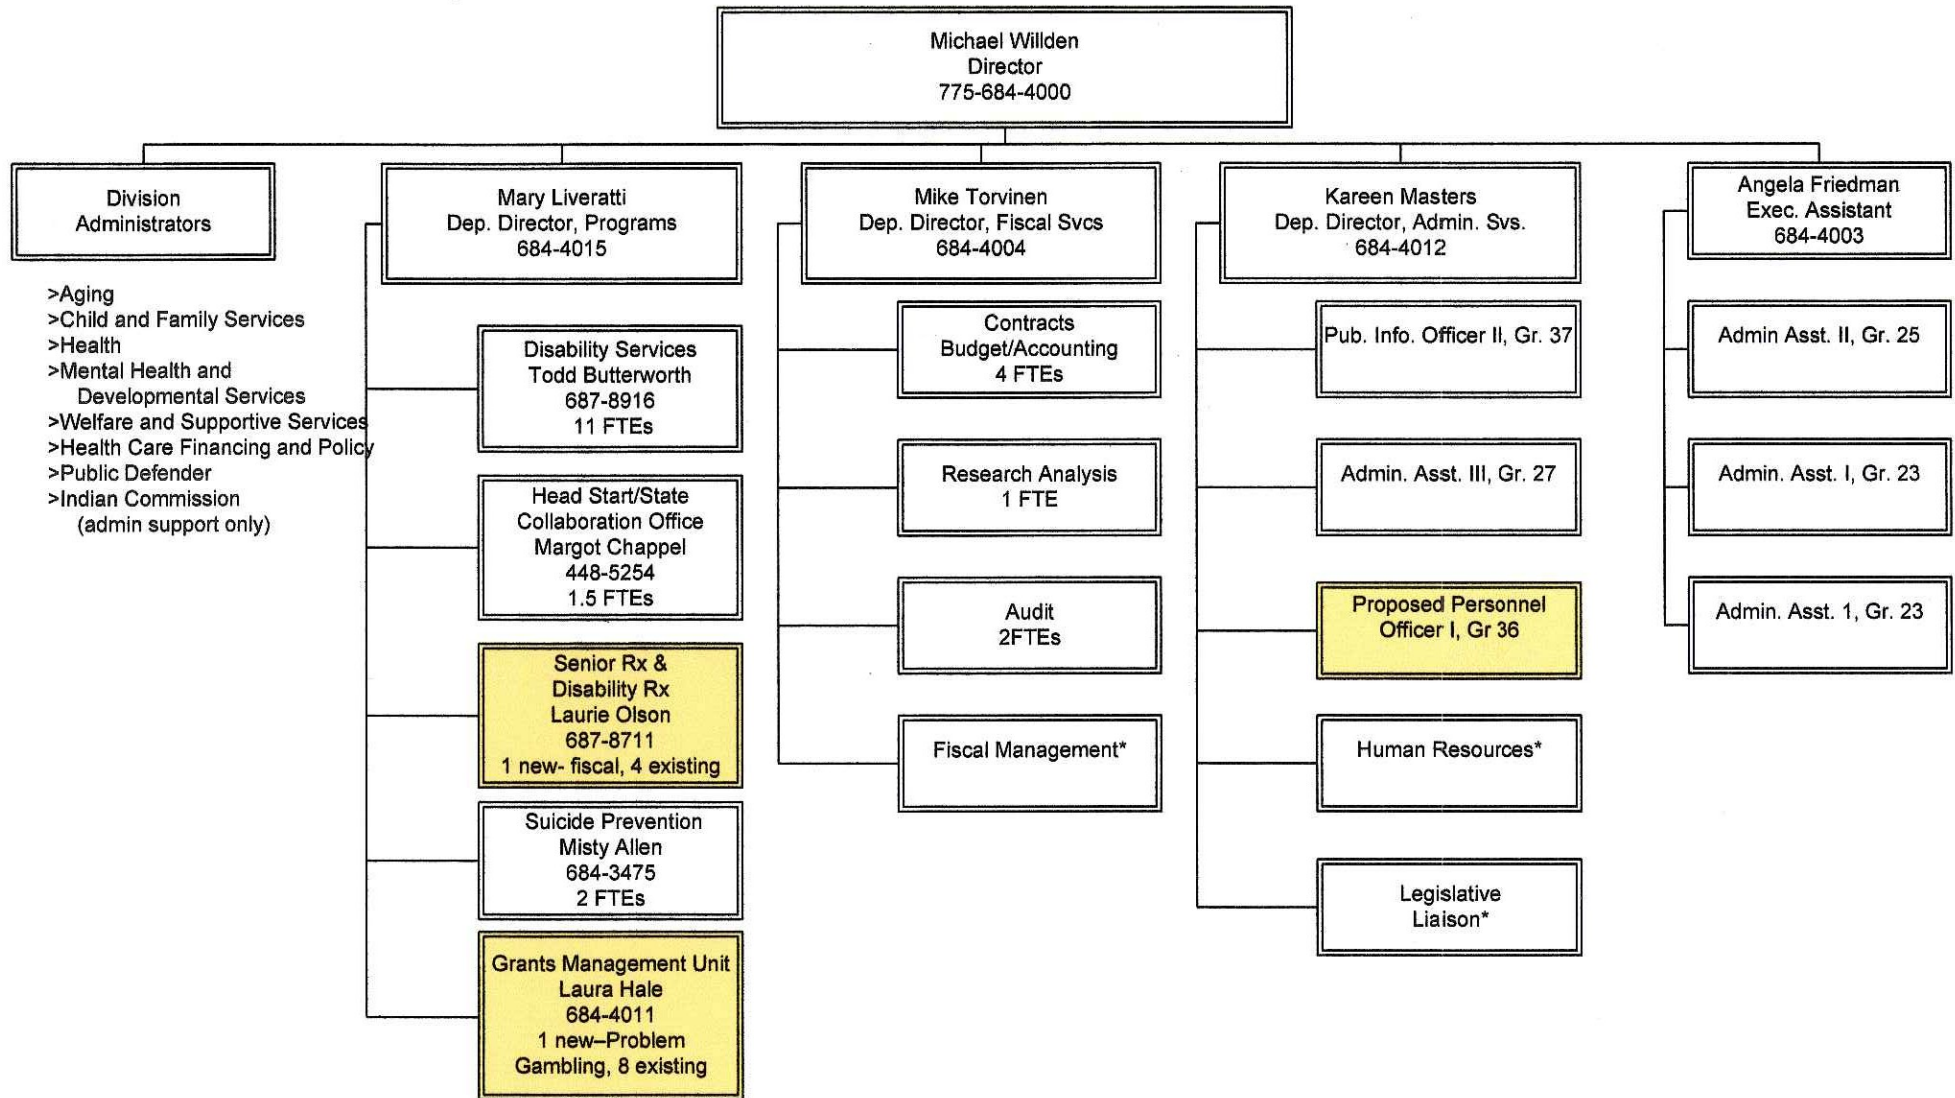 Michael Willden
Director
775-684-4000
Division
Administrators
>Aging
>Child and Family Services
>Health
>Mental Health and
Developmental Services
>Welfare and Supportive Services
>Health Care Financing and Policy
>Public Defender
>Indian Commission
(admin support only)
Mary Liveratti
Dep. Director, Programs
684-4015
Disability Services
Todd Butterworth
687-8916
11 FTEs
Head Start/State
Collaboration Office
Margot Chappel
448-5254
1.5 FTEs
Senior Rx &
Disability Rx
Laurie Olson
687-8711
1 new- fiscal, 4 existing
Suicide Prevention
Misty Allen
684-3475
2 FTEs
Grants Management Unit
Laura Hale
684-4011
1 new–Problem
Gambling, 8 existing
Mike Torvinen
Dep. Director, Fiscal Svcs
684-4004
Contracts
Budget/Accounting
4 FTEs
Research Analysis
1 FTE
Audit
2FTEs
Fiscal Management*
Kareen Masters
Dep. Director, Admin. Svs.
684-4012
Pub. Info. Officer II, Gr. 37
Admin. Asst. III, Gr. 27
Proposed Personnel
Officer I, Gr 36
Human Resources*
Legislative
Liaison*
Angela Friedman
Exec. Assistant
684-4003
Admin Asst. II, Gr. 25
Admin. Asst. I, Gr. 23
Admin. Asst. 1, Gr. 23